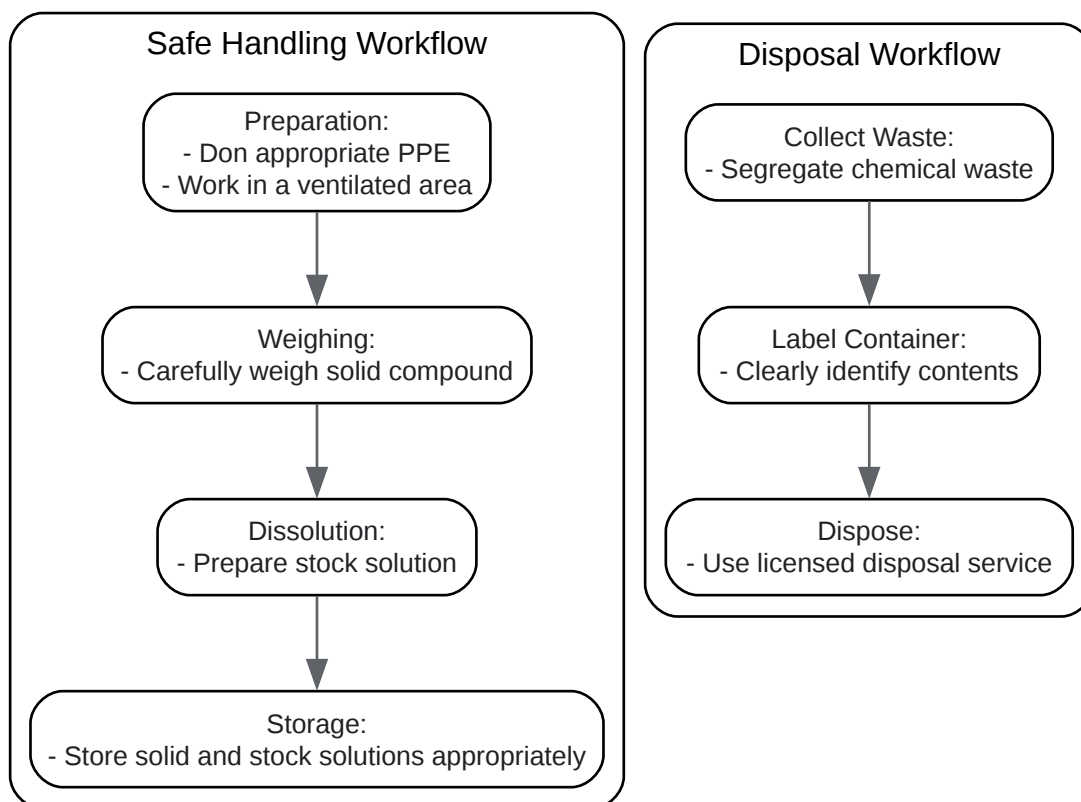 Safe Handling Workflow
Preparation:
- Don appropriate PPE
- Work in a ventilated area
Weighing:
- Carefully weigh solid compound
Dissolution:
- Prepare stock solution
Storage:
- Store solid and stock solutions appropriately
Disposal Workflow
Collect Waste:
- Segregate chemical waste
Label Container:
- Clearly identify contents
Dispose:
- Use licensed disposal service